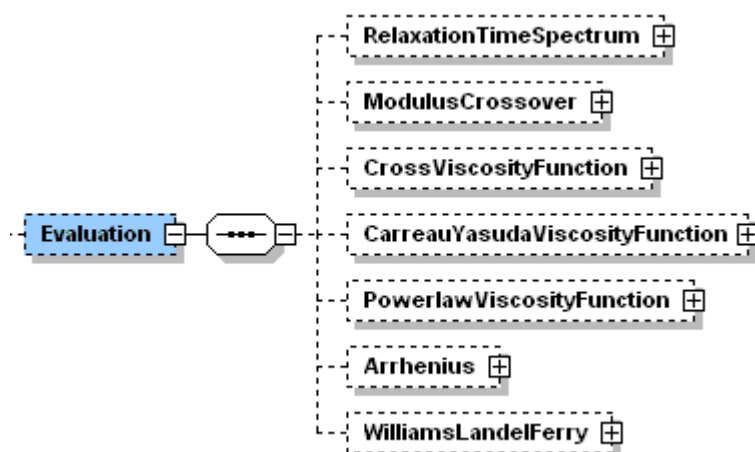 RelaxationTimeSpectrum
ModulusCrossover
CrossViscosityFunction
Evaluation
CarreauYasudaViscosityFunction
PowerlawViscosityFunction
Arrhenius
WilliamsLandelFerry